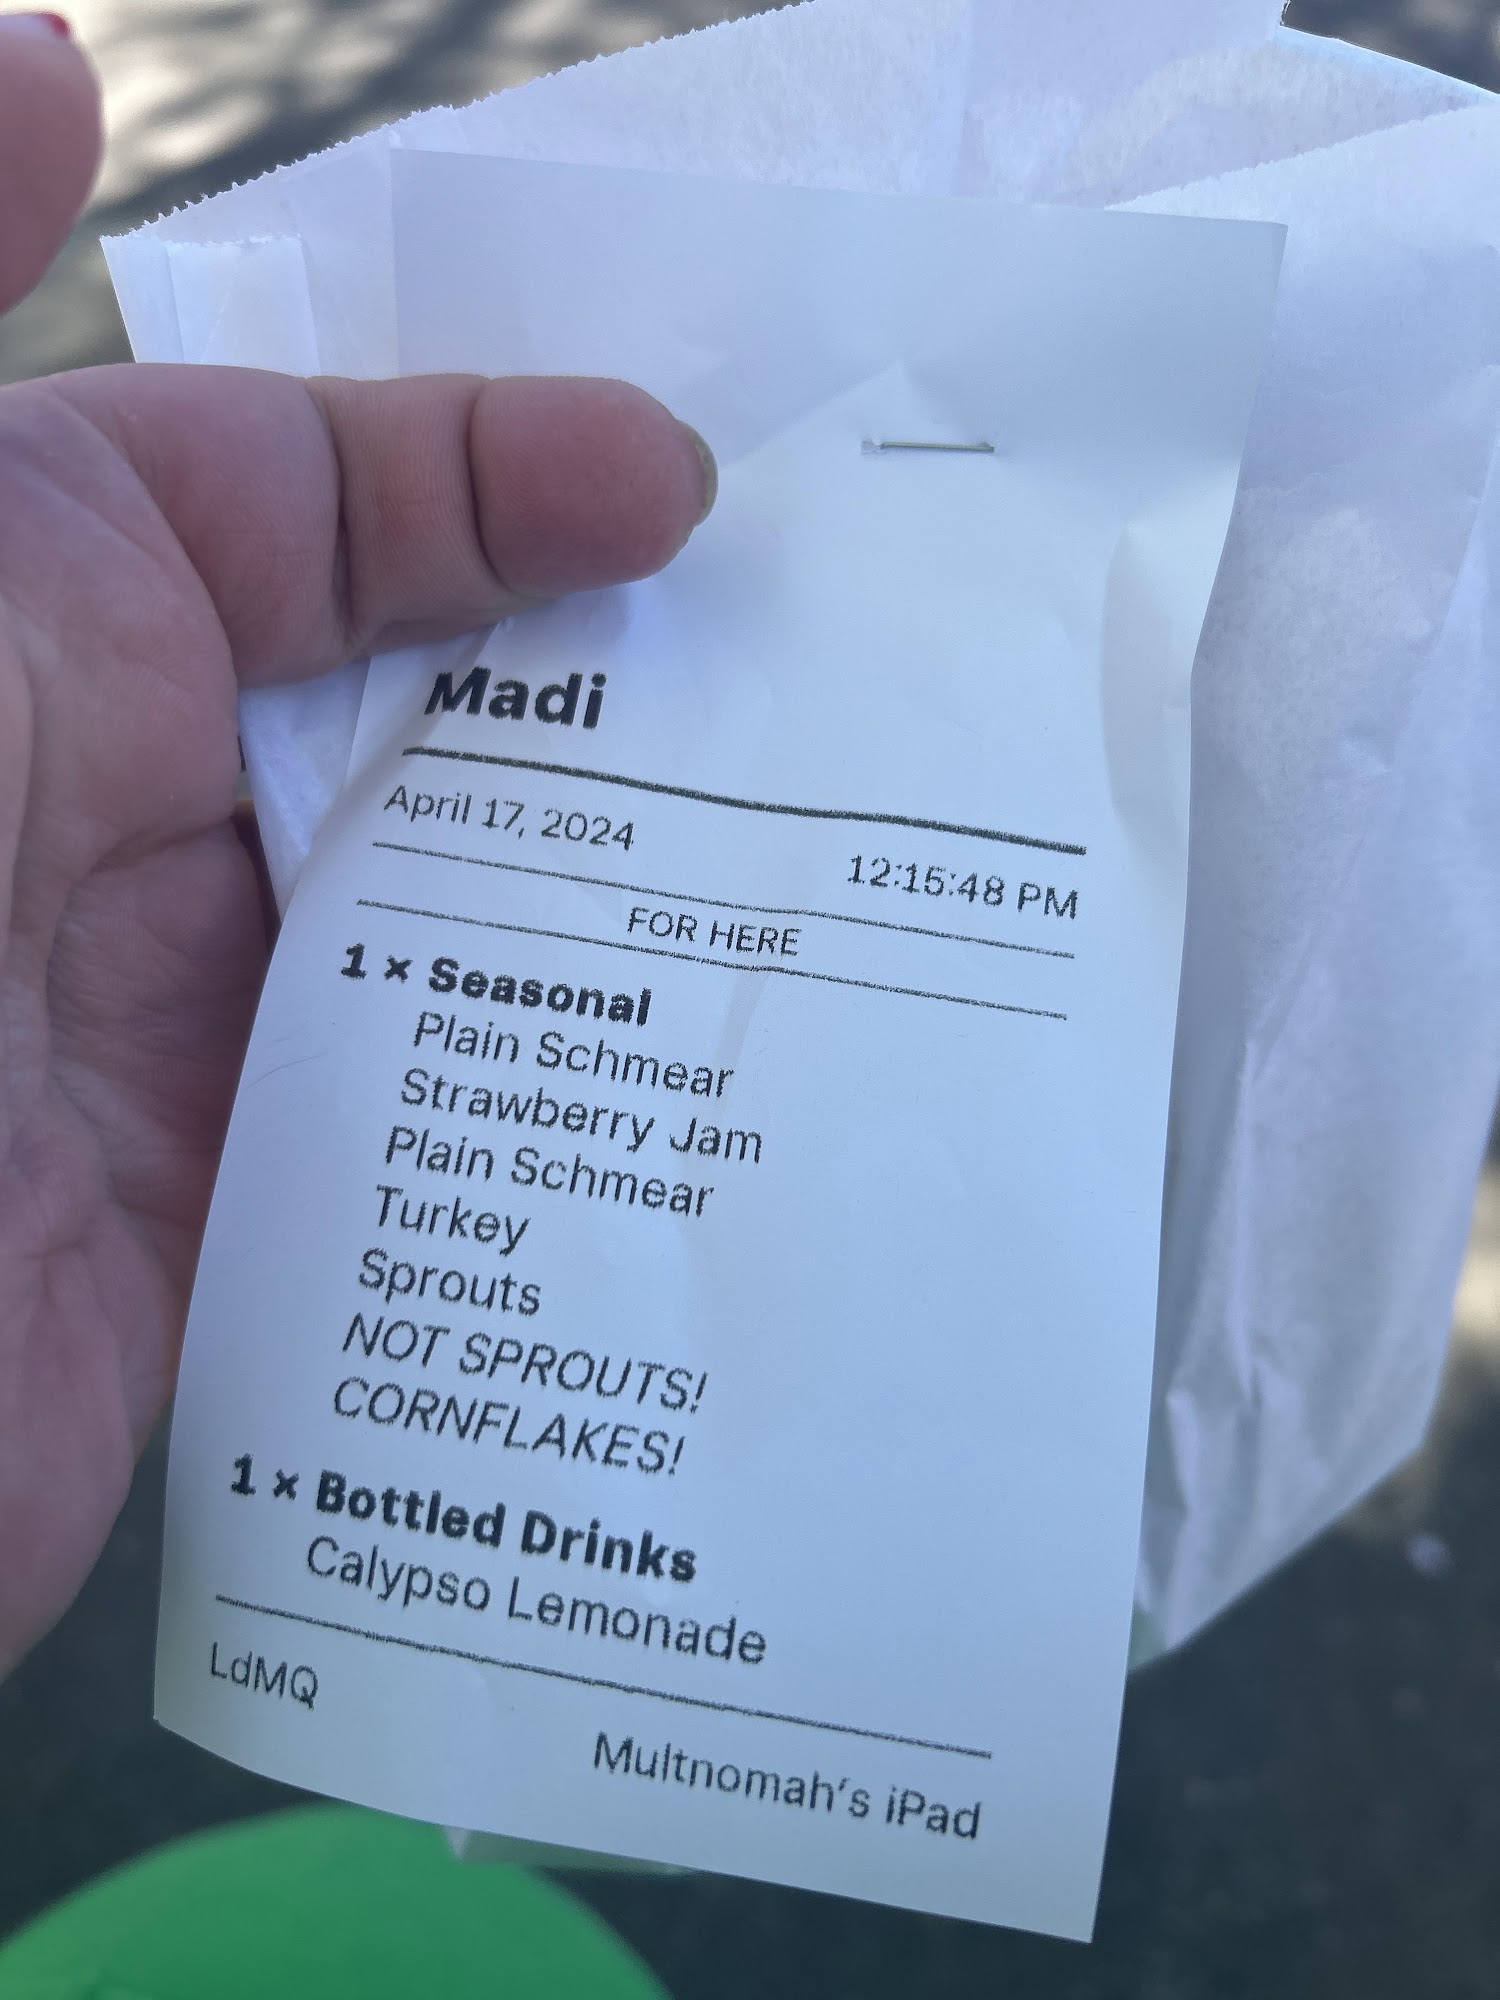 Madi
April 17, 2024
12:15:48 PM
FOR HERE
1 × Seasonal
Plain Schmear
Strawberry Jam
Plain Schmear
Turkey
Sprouts
NOT SPROUTS!
CORNFLAKES!
1 × Bottled Drinks
Calypso Lemonade
LdMQ
Multnomah's iPad